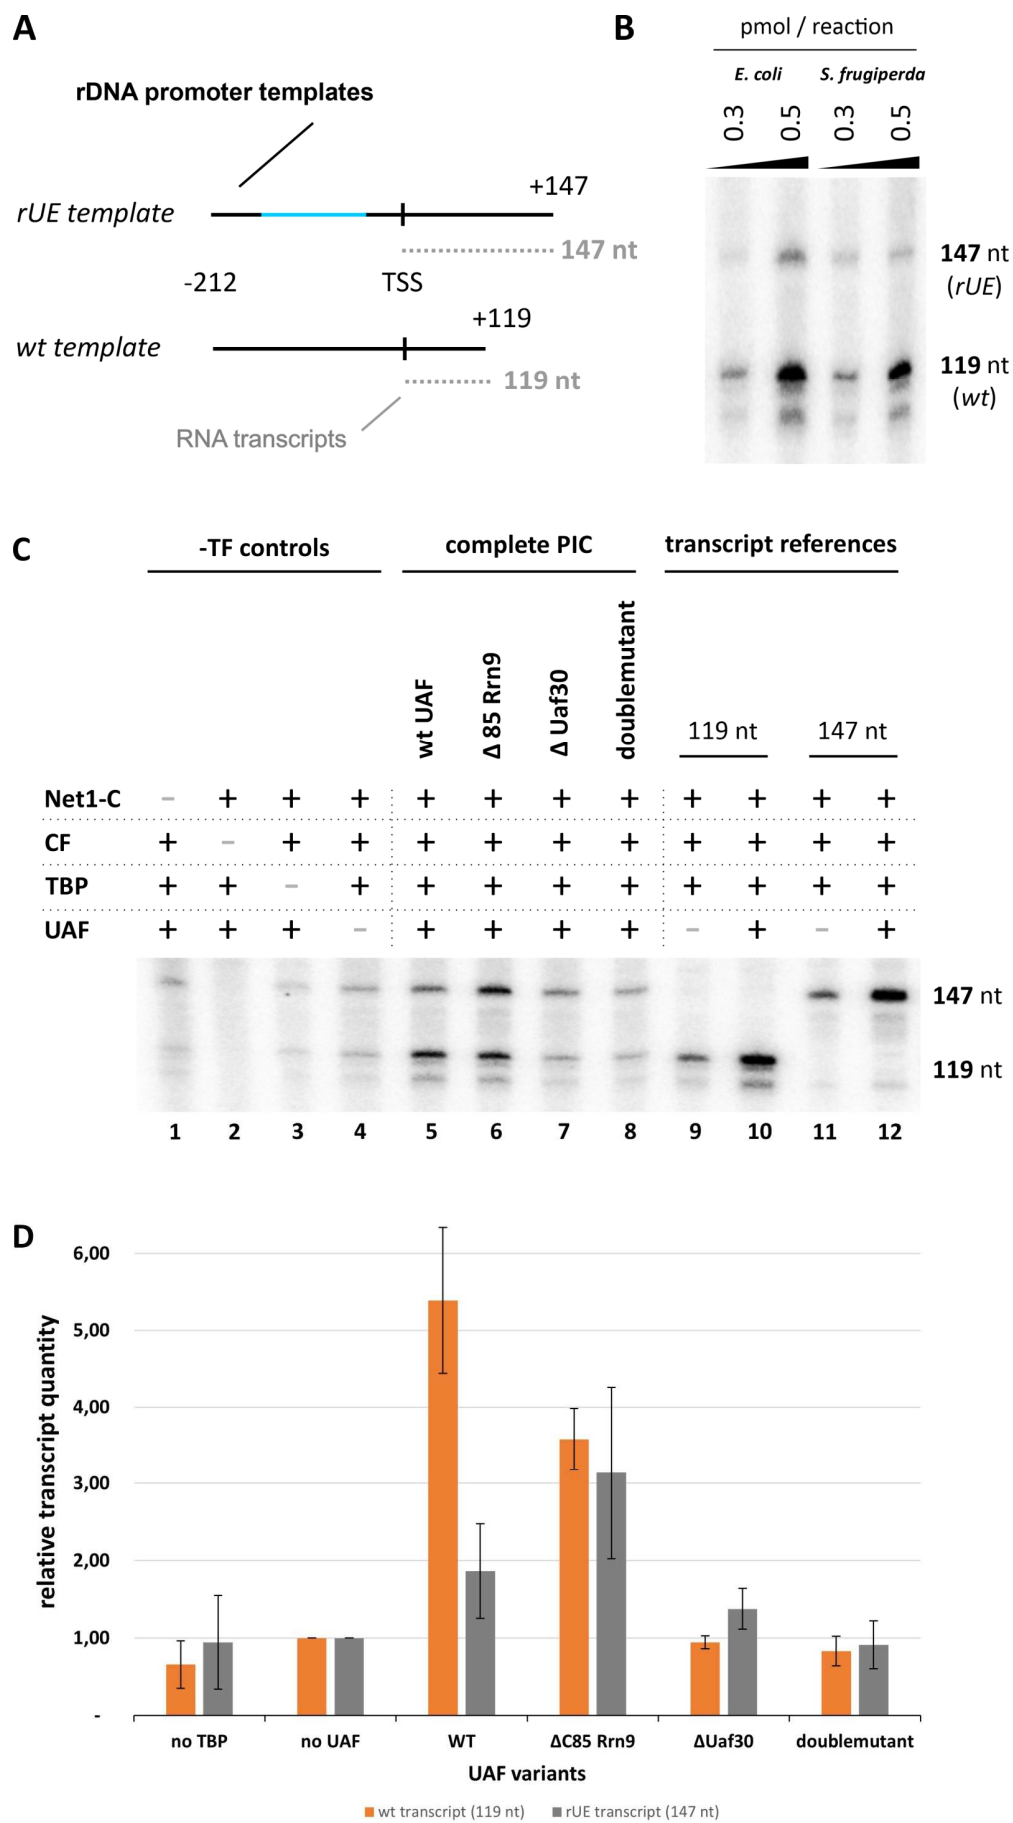 A
rDNA promoter templates
+147
rUE template
147 nt
-212 TSS
+119
wt template
119 nt
RNA transcripts
B
pmol / reaction
E. coli S. frugiperda
0.3 0.5 0.3 0.5
147 nt
(rUE)
119 nt
(wt)
C
-TF controls complete PIC transcript references
wt UAF Δ 85 Rrn9 Δ Uaf30 doublemutant
119 nt 147 nt
Net1-C – + + + + + + + + + + +
CF + – + + + + + + + + + +
TBP + + – + + + + + + + + +
UAF + + + – + + + + – + – +
147 nt
119 nt
1 2 3 4 5 6 7 8 9 10 11 12
D
6,00
5,00
4,00
3,00
2,00
1,00
-
relative transcript quantity
no TBP no UAF WT ΔC85 Rrn9 ΔUaf30 doublemutant
UAF variants
wt transcript (119 nt) rUE transcript (147 nt)